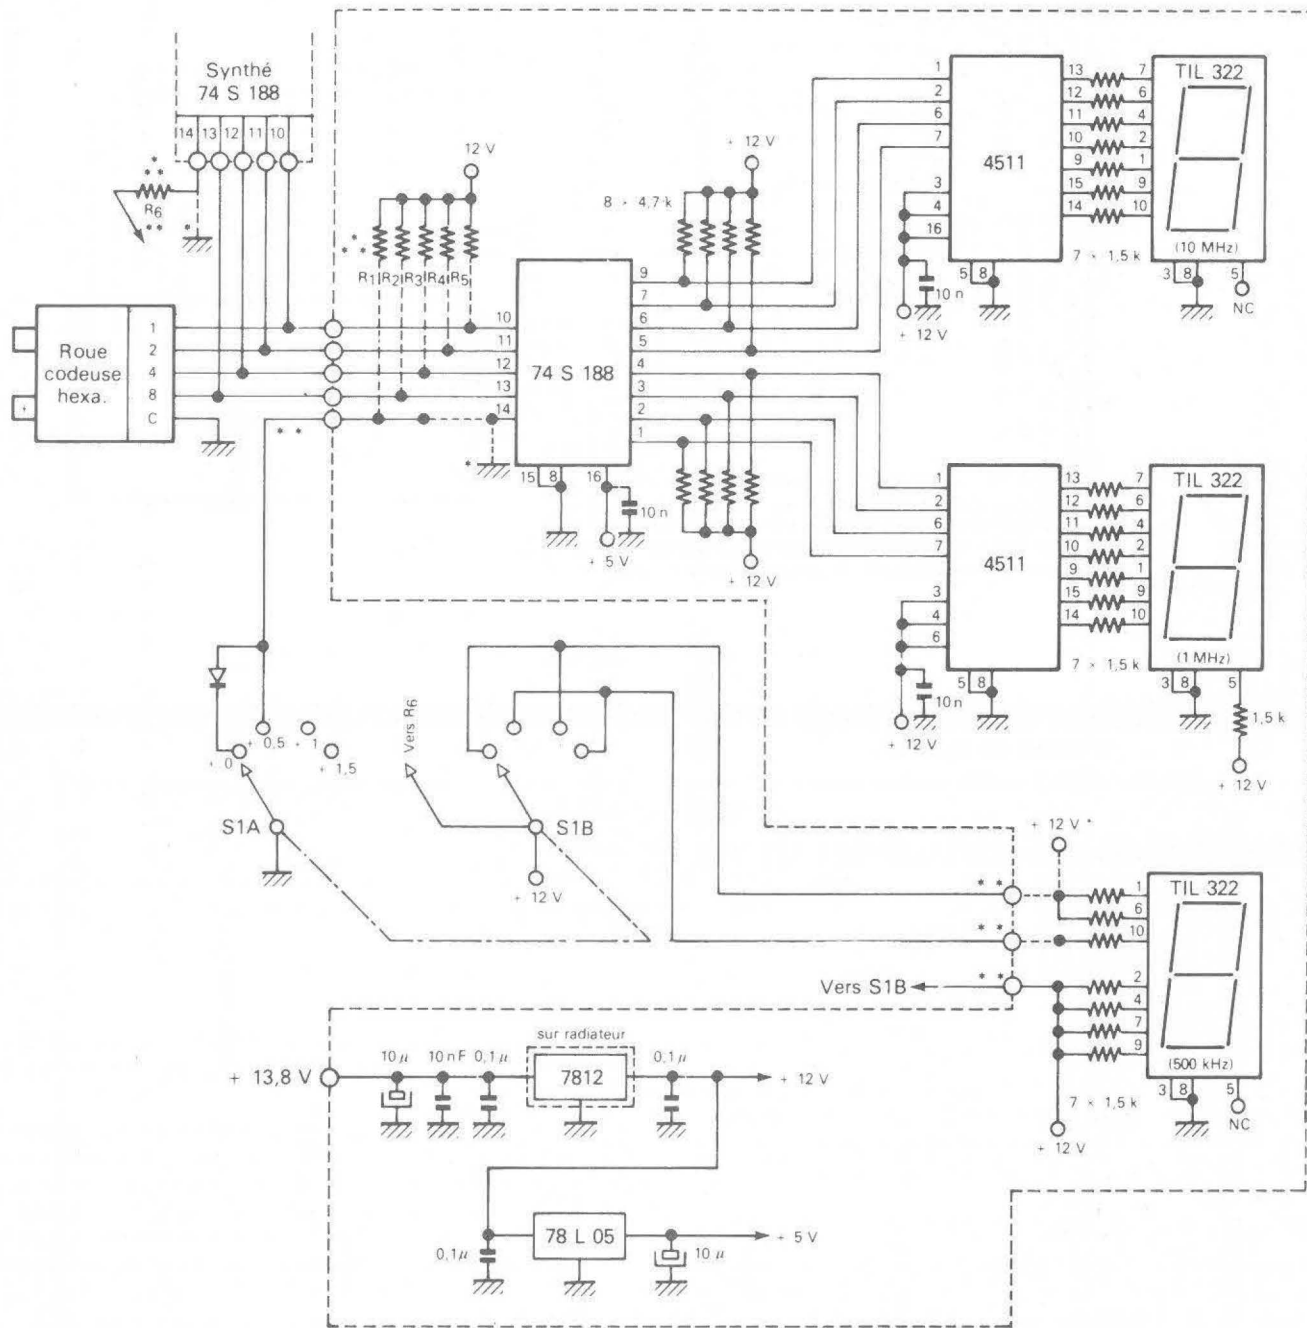 Synthé
74 S 188
14 13 12 11 10
* *
R6
* * *
12 V
* *
*
R1 R2 R3 R4 R5
8 × 4,7 k
+ 12 V
Roue
codeuse
hexa.
1
2
4
8
C
+
* *
*
10
11
12
13
14
74 S 188
9
7
6
5
4
3
2
1
15 8 16
10 n
+ 5 V
+ 12 V
1
2
6
7
3
4
16
4511
13
12
11
10
9
15
14
5 8
10 n
+ 12 V
7 × 1,5 k
TIL 322
7
6
4
2
1
9
10
(10 MHz)
3 8 5
NC
1
2
6
7
3
4
6
4511
13
12
11
10
9
15
14
5 8
10 n
+ 12 V
7 × 1,5 k
TIL 322
7
6
4
2
1
9
10
(1 MHz)
3 8 5
1,5 k
+ 12 V
+ 0
+ 0,5
+ 1
+ 1,5
S1A
Vers R6
S1B
+ 12 V
+ 12 V *
* *
* *
* *
Vers S1B
TIL 322
1
6
10
2
4
7
9
(500 kHz)
3 8 5
NC
7 × 1,5 k
+ 12 V
+ 13,8 V
10 µ
10 nF
0,1 µ
sur radiateur
7812
0,1 µ
+ 12 V
0,1 µ
78 L 05
10 µ
+ 5 V